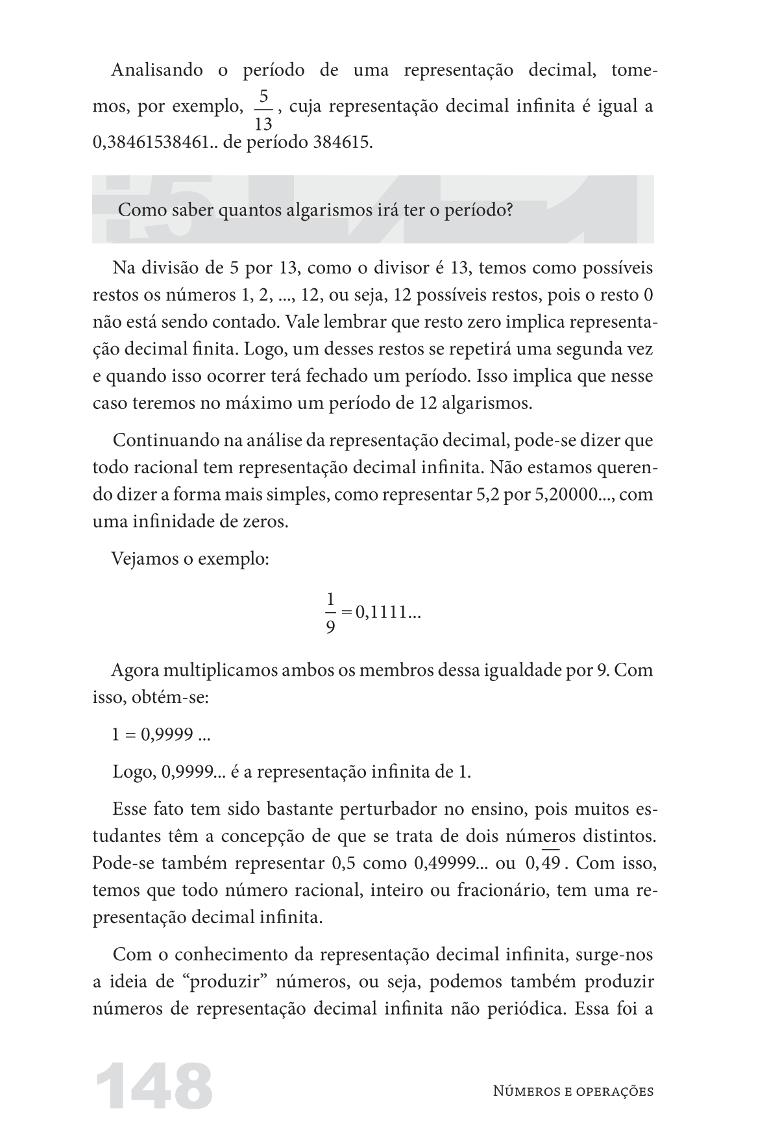 Analisando o período de uma representação decimal, tome-
mos, por exemplo, 5/13, cuja representação decimal infinita é igual a
0,38461538461.. de período 384615.
Como saber quantos algarismos irá ter o período?
Na divisão de 5 por 13, como o divisor é 13, temos como possíveis
restos os números 1, 2, ..., 12, ou seja, 12 possíveis restos, pois o resto 0
não está sendo contado. Vale lembrar que resto zero implica representa-
ção decimal finita. Logo, um desses restos se repetirá uma segunda vez
e quando isso ocorrer terá fechado um período. Isso implica que nesse
caso teremos no máximo um período de 12 algarismos.
Continuando na análise da representação decimal, pode-se dizer que
todo racional tem representação decimal infinita. Não estamos queren-
do dizer a forma mais simples, como representar 5,2 por 5,20000..., com
uma infinidade de zeros.
Vejamos o exemplo:
1/9 = 0,1111...
Agora multiplicamos ambos os membros dessa igualdade por 9. Com
isso, obtém-se:
1 = 0,9999 ...
Logo, 0,9999... é a representação infinita de 1.
Esse fato tem sido bastante perturbador no ensino, pois muitos es-
tudantes têm a concepção de que se trata de dois números distintos.
Pode-se também representar 0,5 como 0,49999... ou 0,4̅9̅ . Com isso,
temos que todo número racional, inteiro ou fracionário, tem uma re-
presentação decimal infinita.
Com o conhecimento da representação decimal infinita, surge-nos
a ideia de “produzir” números, ou seja, podemos também produzir
números de representação decimal infinita não periódica. Essa foi a
148
Números e operações